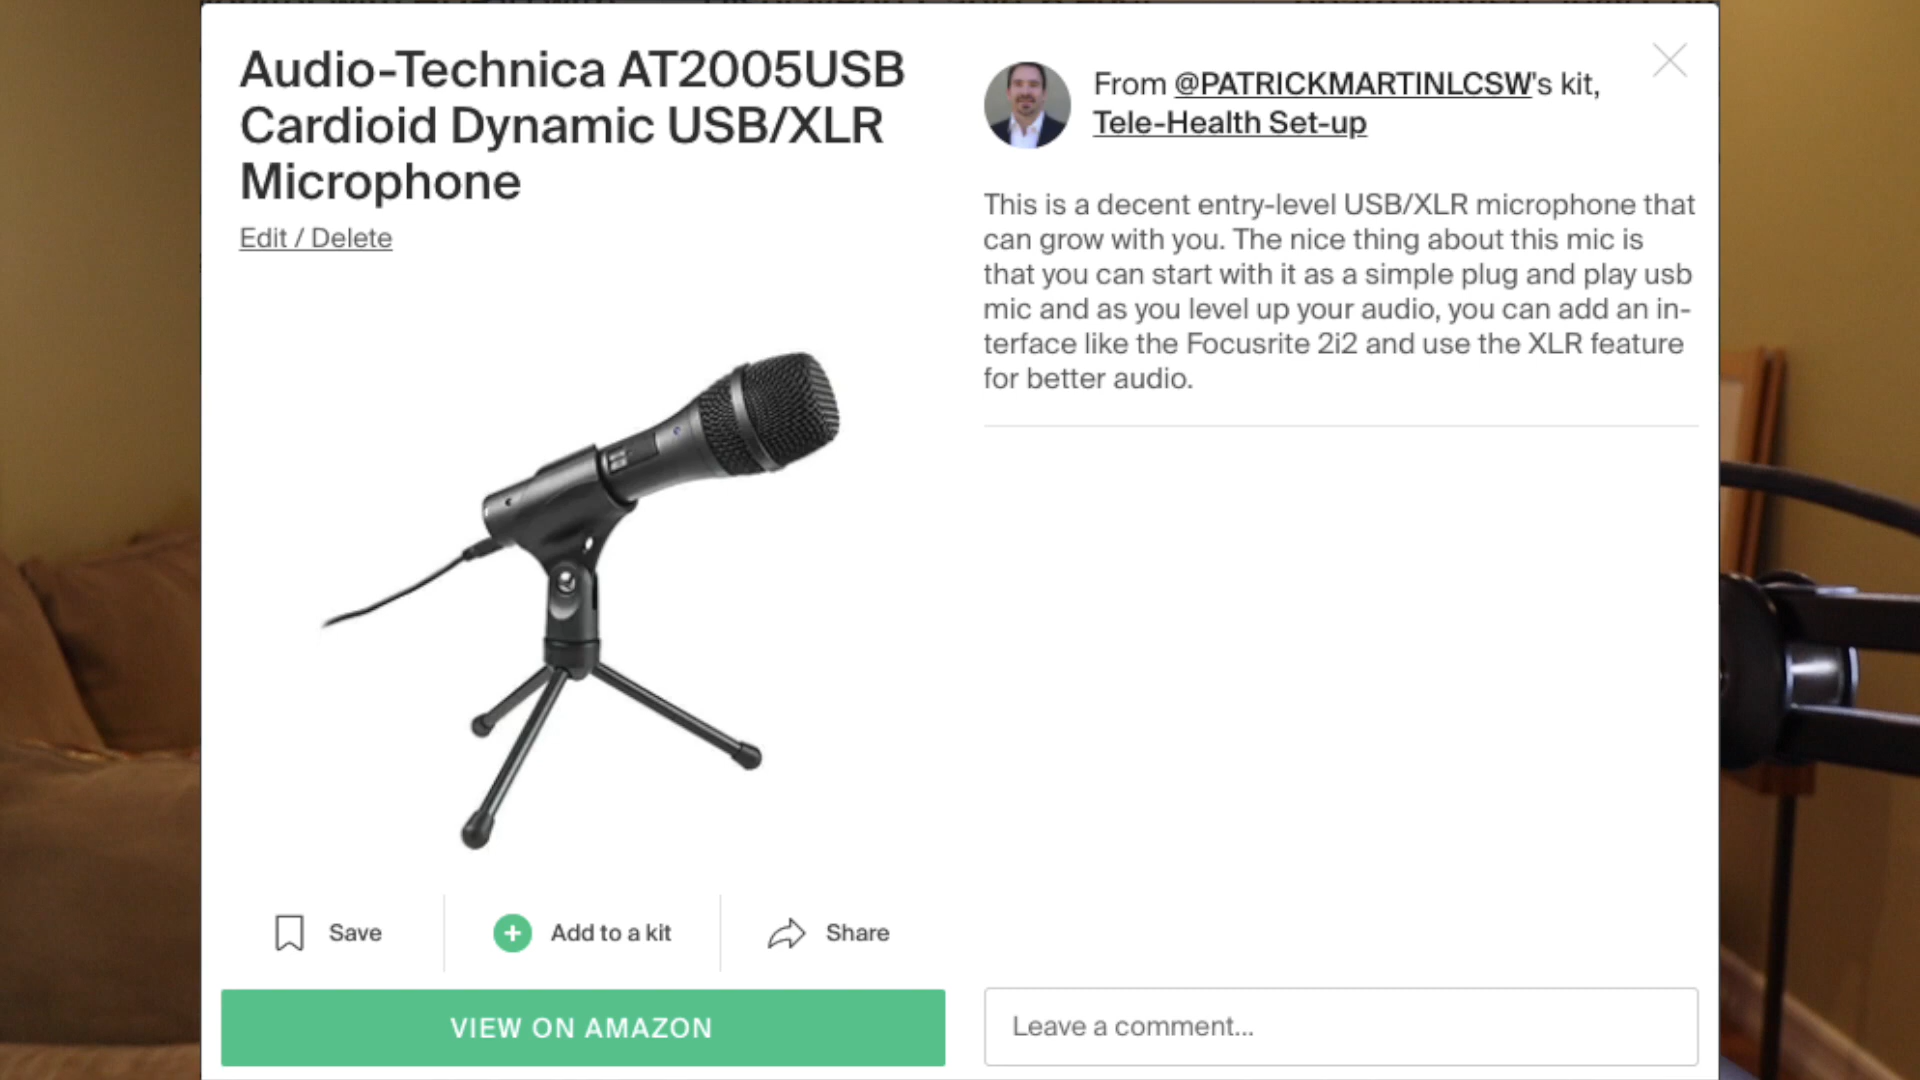 Audio-Technica AT2005USB
Cardioid Dynamic USB/XLR
Microphone
Edit / Delete
From @PATRICKMARTINLCSW's kit,
Tele-Health Set-up
This is a decent entry-level USB/XLR microphone that
can grow with you. The nice thing about this mic is
that you can start with it as a simple plug and play usb
mic and as you level up your audio, you can add an in-
terface like the Focusrite 2i2 and use the XLR feature
for better audio.
Save
Add to a kit
Share
VIEW ON AMAZON
Leave a comment...